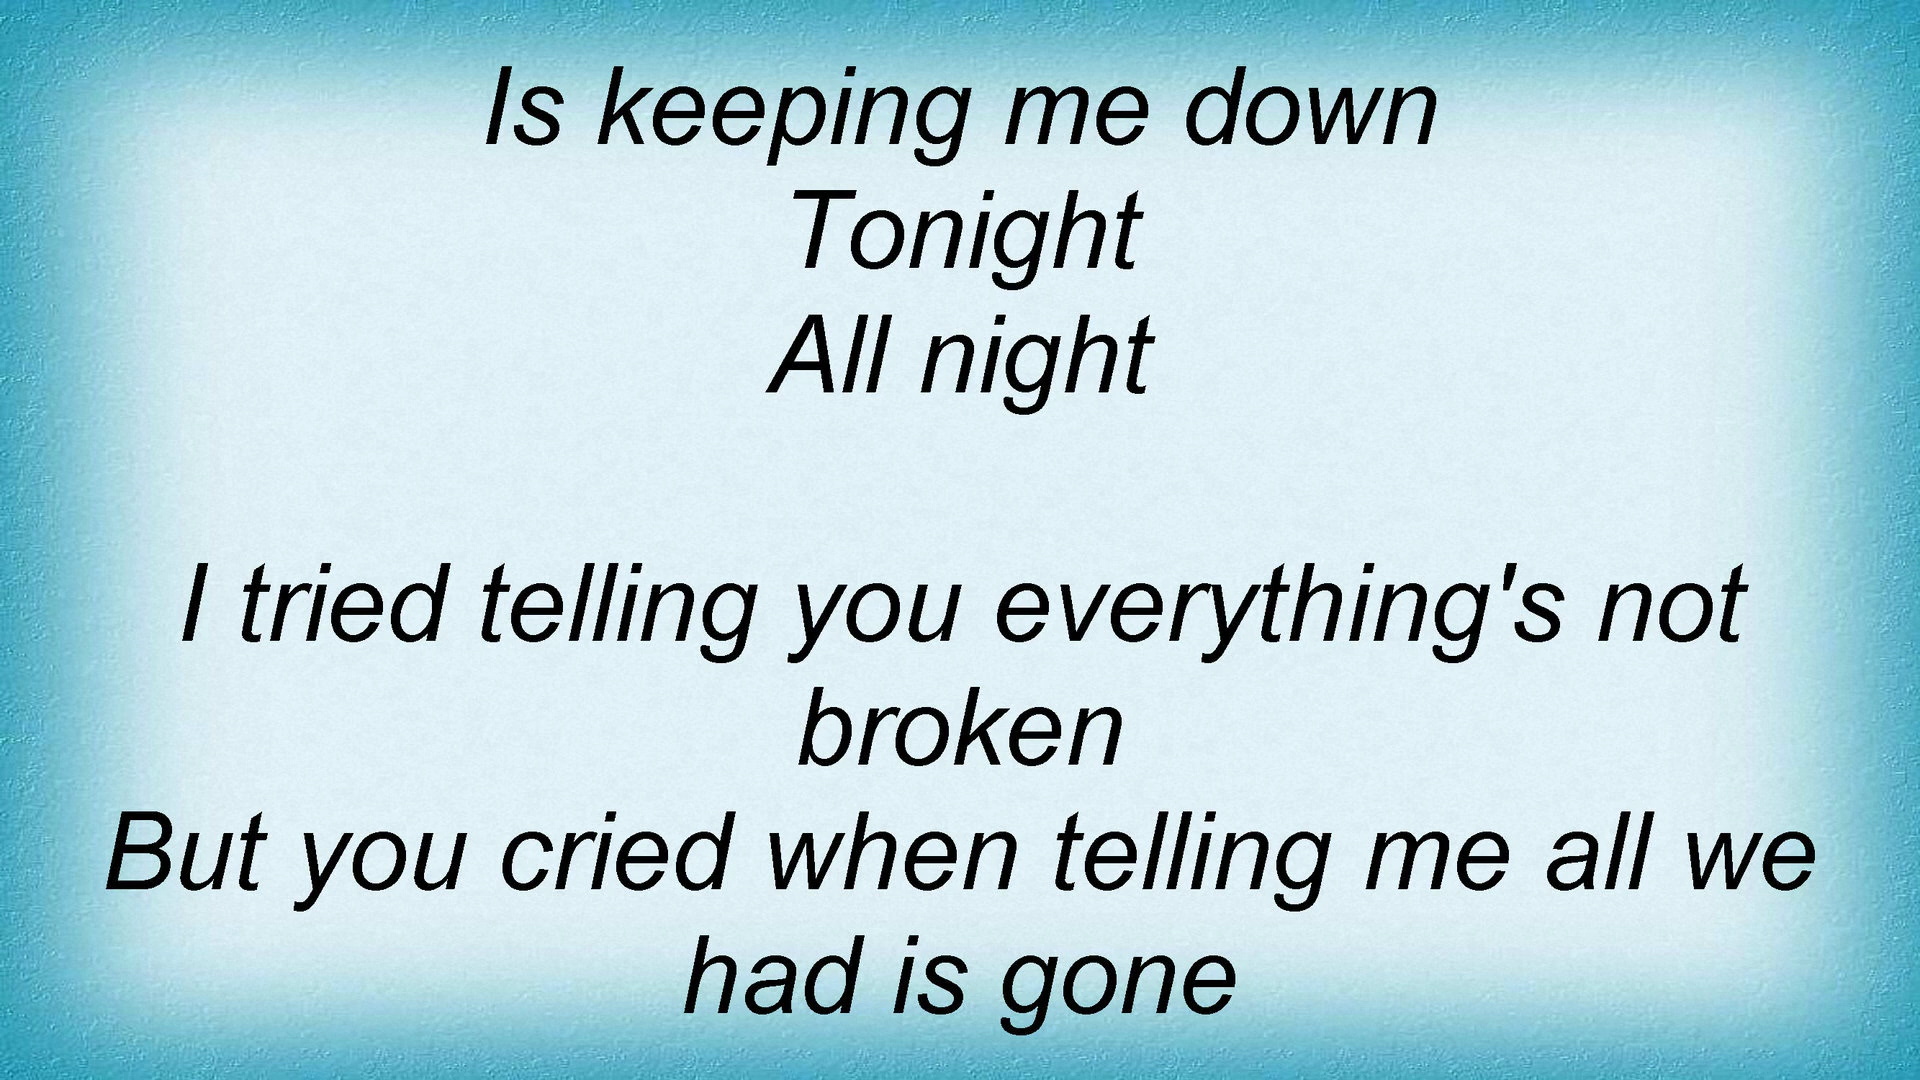 Is keeping me down
Tonight
All night
I tried telling you everything's not
broken
But you cried when telling me all we
had is gone